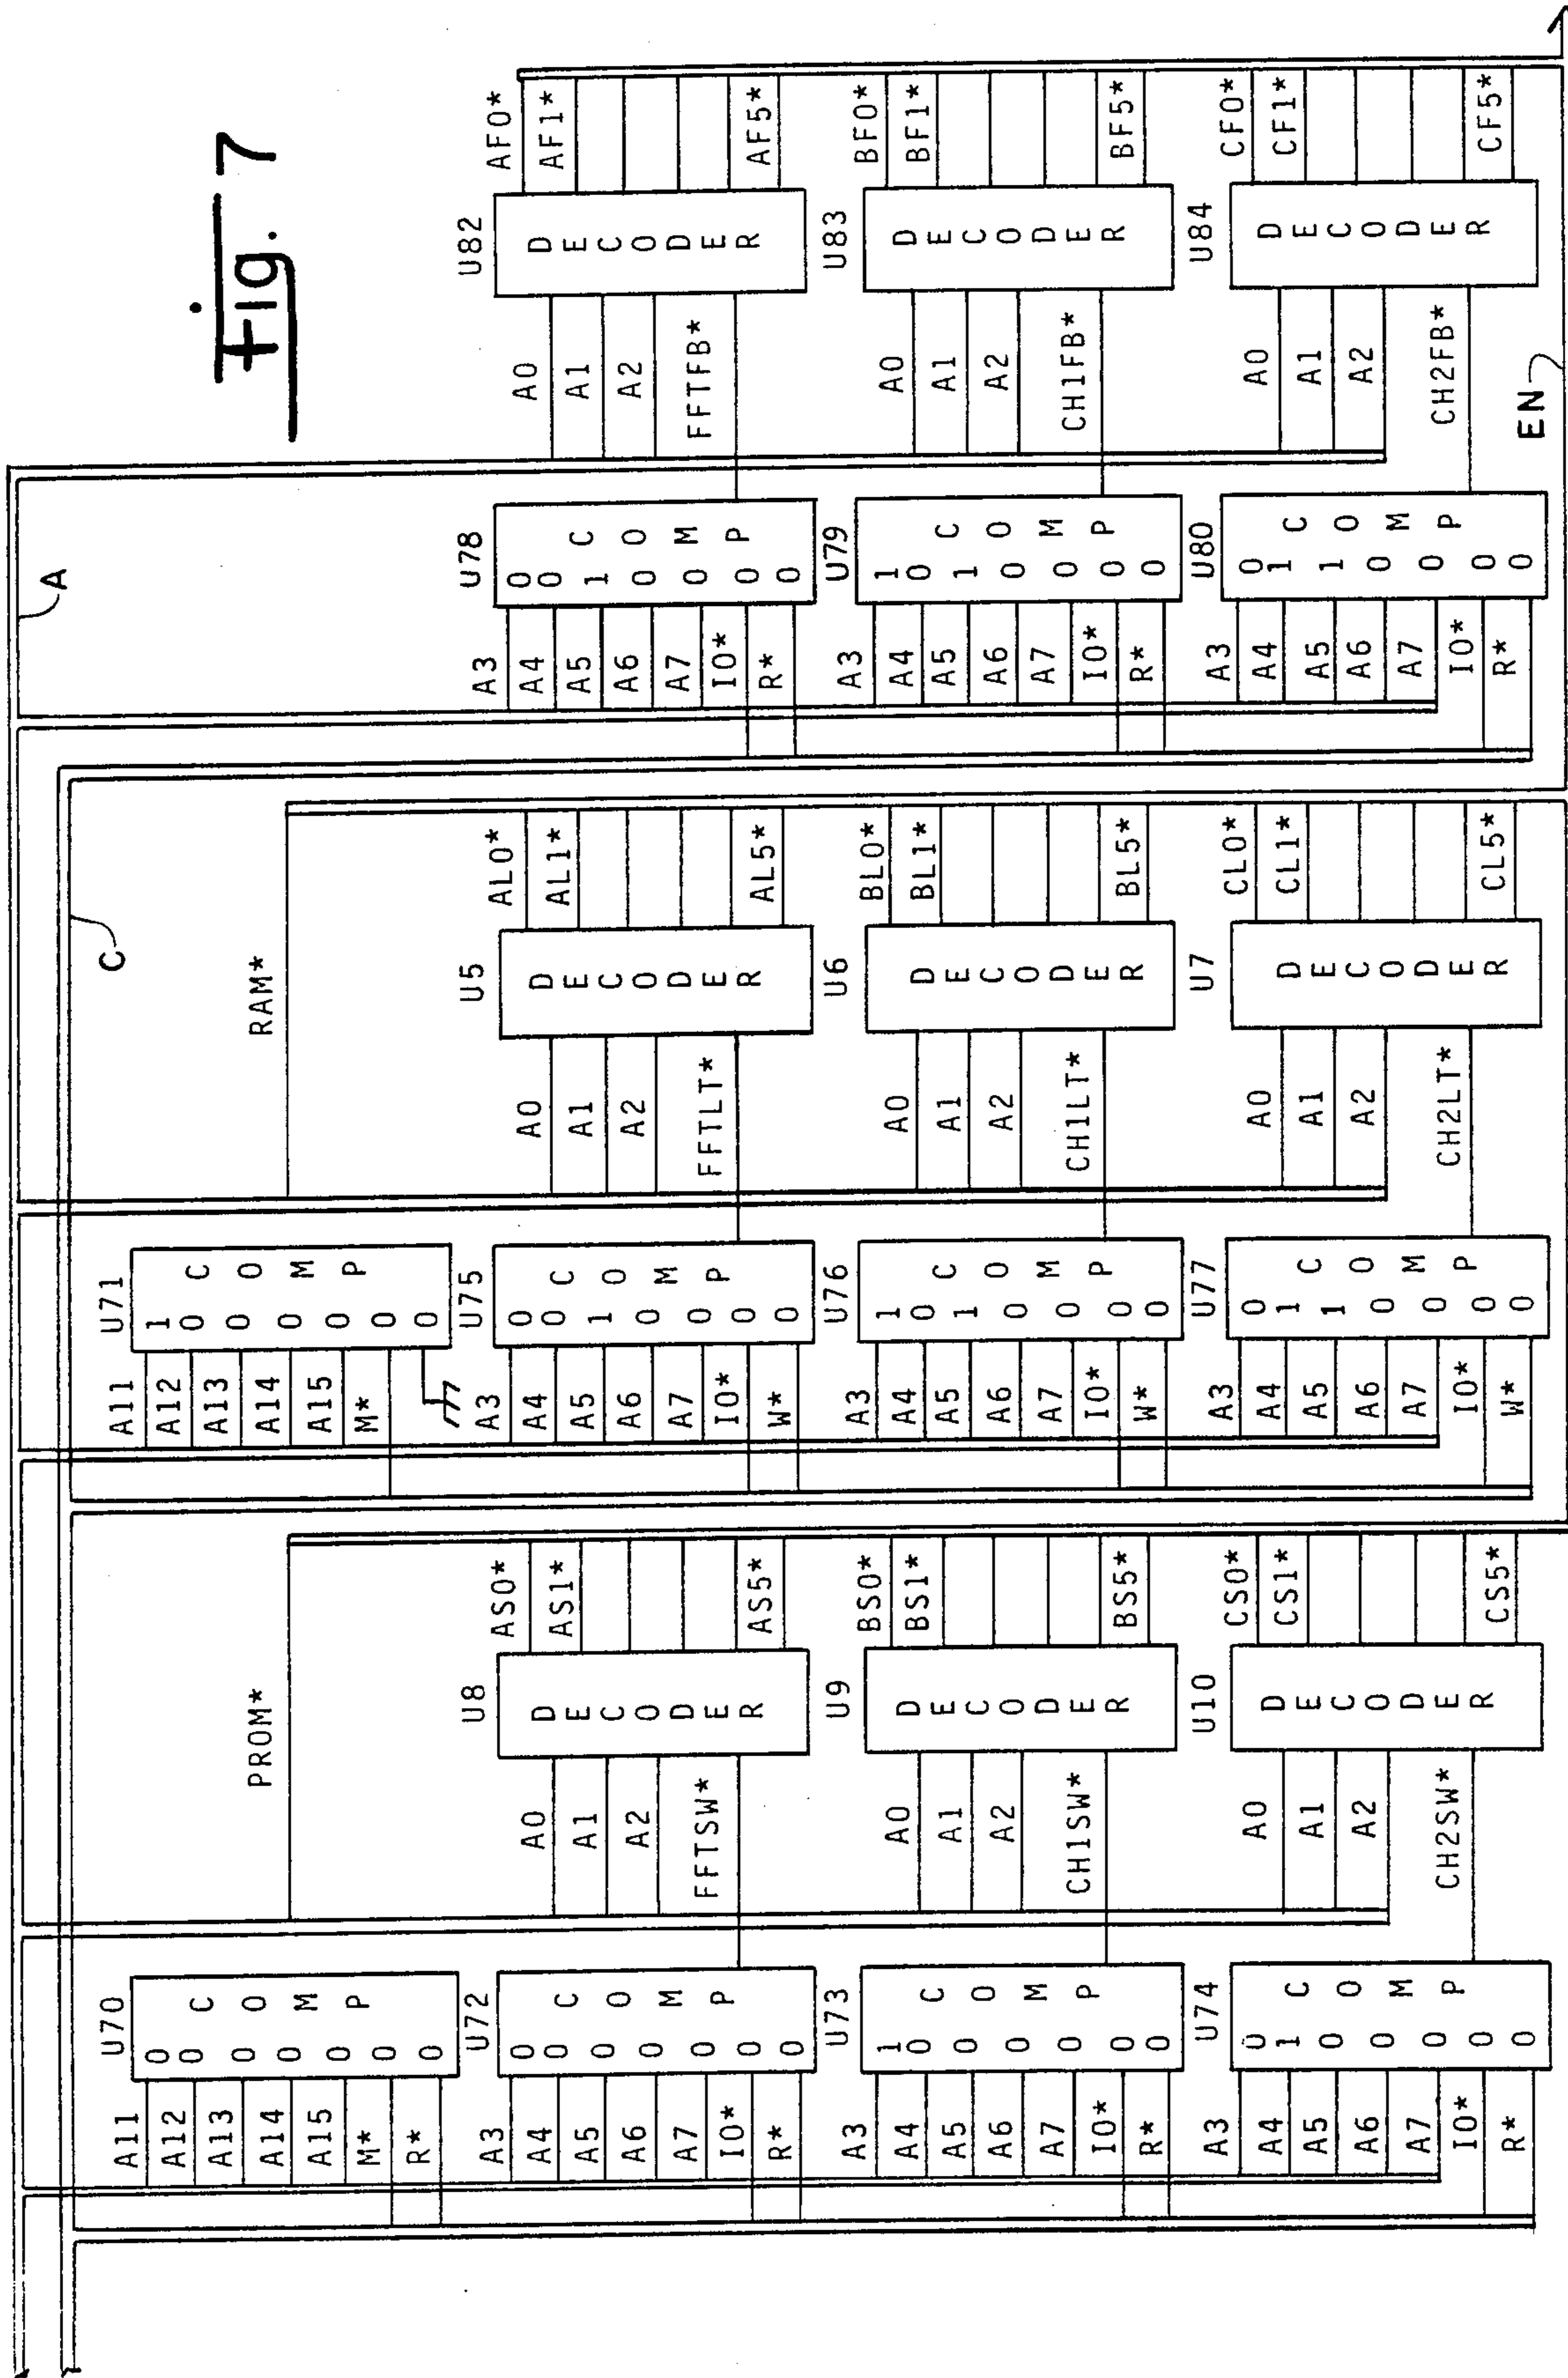 Fig. 7
A
C
EN
PROM*
RAM*
U70
A11 0
A12 0
A13 0
A14 0
A15 0
M* 0
R* 0
COMP
U72
A3 0
A4 0
A5 0
A6 0
A7 0
IO* 0
R* 0
COMP
U73
A3 1
A4 0
A5 0
A6 0
A7 0
IO* 0
R* 0
COMP
U74
A3 0
A4 1
A5 0
A6 0
A7 0
IO* 0
R* 0
COMP
U8
A0
A1
A2
FFTSW*
DECODER
AS0*
AS1*
AS5*
U9
A0
A1
A2
CH1SW*
DECODER
BS0*
BS1*
BS5*
U10
A0
A1
A2
CH2SW*
DECODER
CS0*
CS1*
CS5*
U71
A11 1
A12 0
A13 0
A14 0
A15 0
M* 0
0
COMP
U75
A3 0
A4 0
A5 1
A6 0
A7 0
IO* 0
W* 0
COMP
U76
A3 1
A4 0
A5 1
A6 0
A7 0
IO* 0
W* 0
COMP
U77
A3 0
A4 1
A5 1
A6 0
A7 0
IO* 0
W* 0
COMP
U5
A0
A1
A2
FFTLT*
DECODER
AL0*
AL1*
AL5*
U6
A0
A1
A2
CH1LT*
DECODER
BL0*
BL1*
BL5*
U7
A0
A1
A2
CH2LT*
DECODER
CL0*
CL1*
CL5*
U78
A3 0
A4 0
A5 1
A6 0
A7 0
IO* 0
R* 0
COMP
U79
A3 1
A4 0
A5 1
A6 0
A7 0
IO* 0
R* 0
COMP
U80
A3 0
A4 1
A5 1
A6 0
A7 0
IO* 0
R* 0
COMP
U82
A0
A1
A2
FFTFB*
DECODER
AF0*
AF1*
AF5*
U83
A0
A1
A2
CH1FB*
DECODER
BF0*
BF1*
BF5*
U84
A0
A1
A2
CH2FB*
DECODER
CF0*
CF1*
CF5*